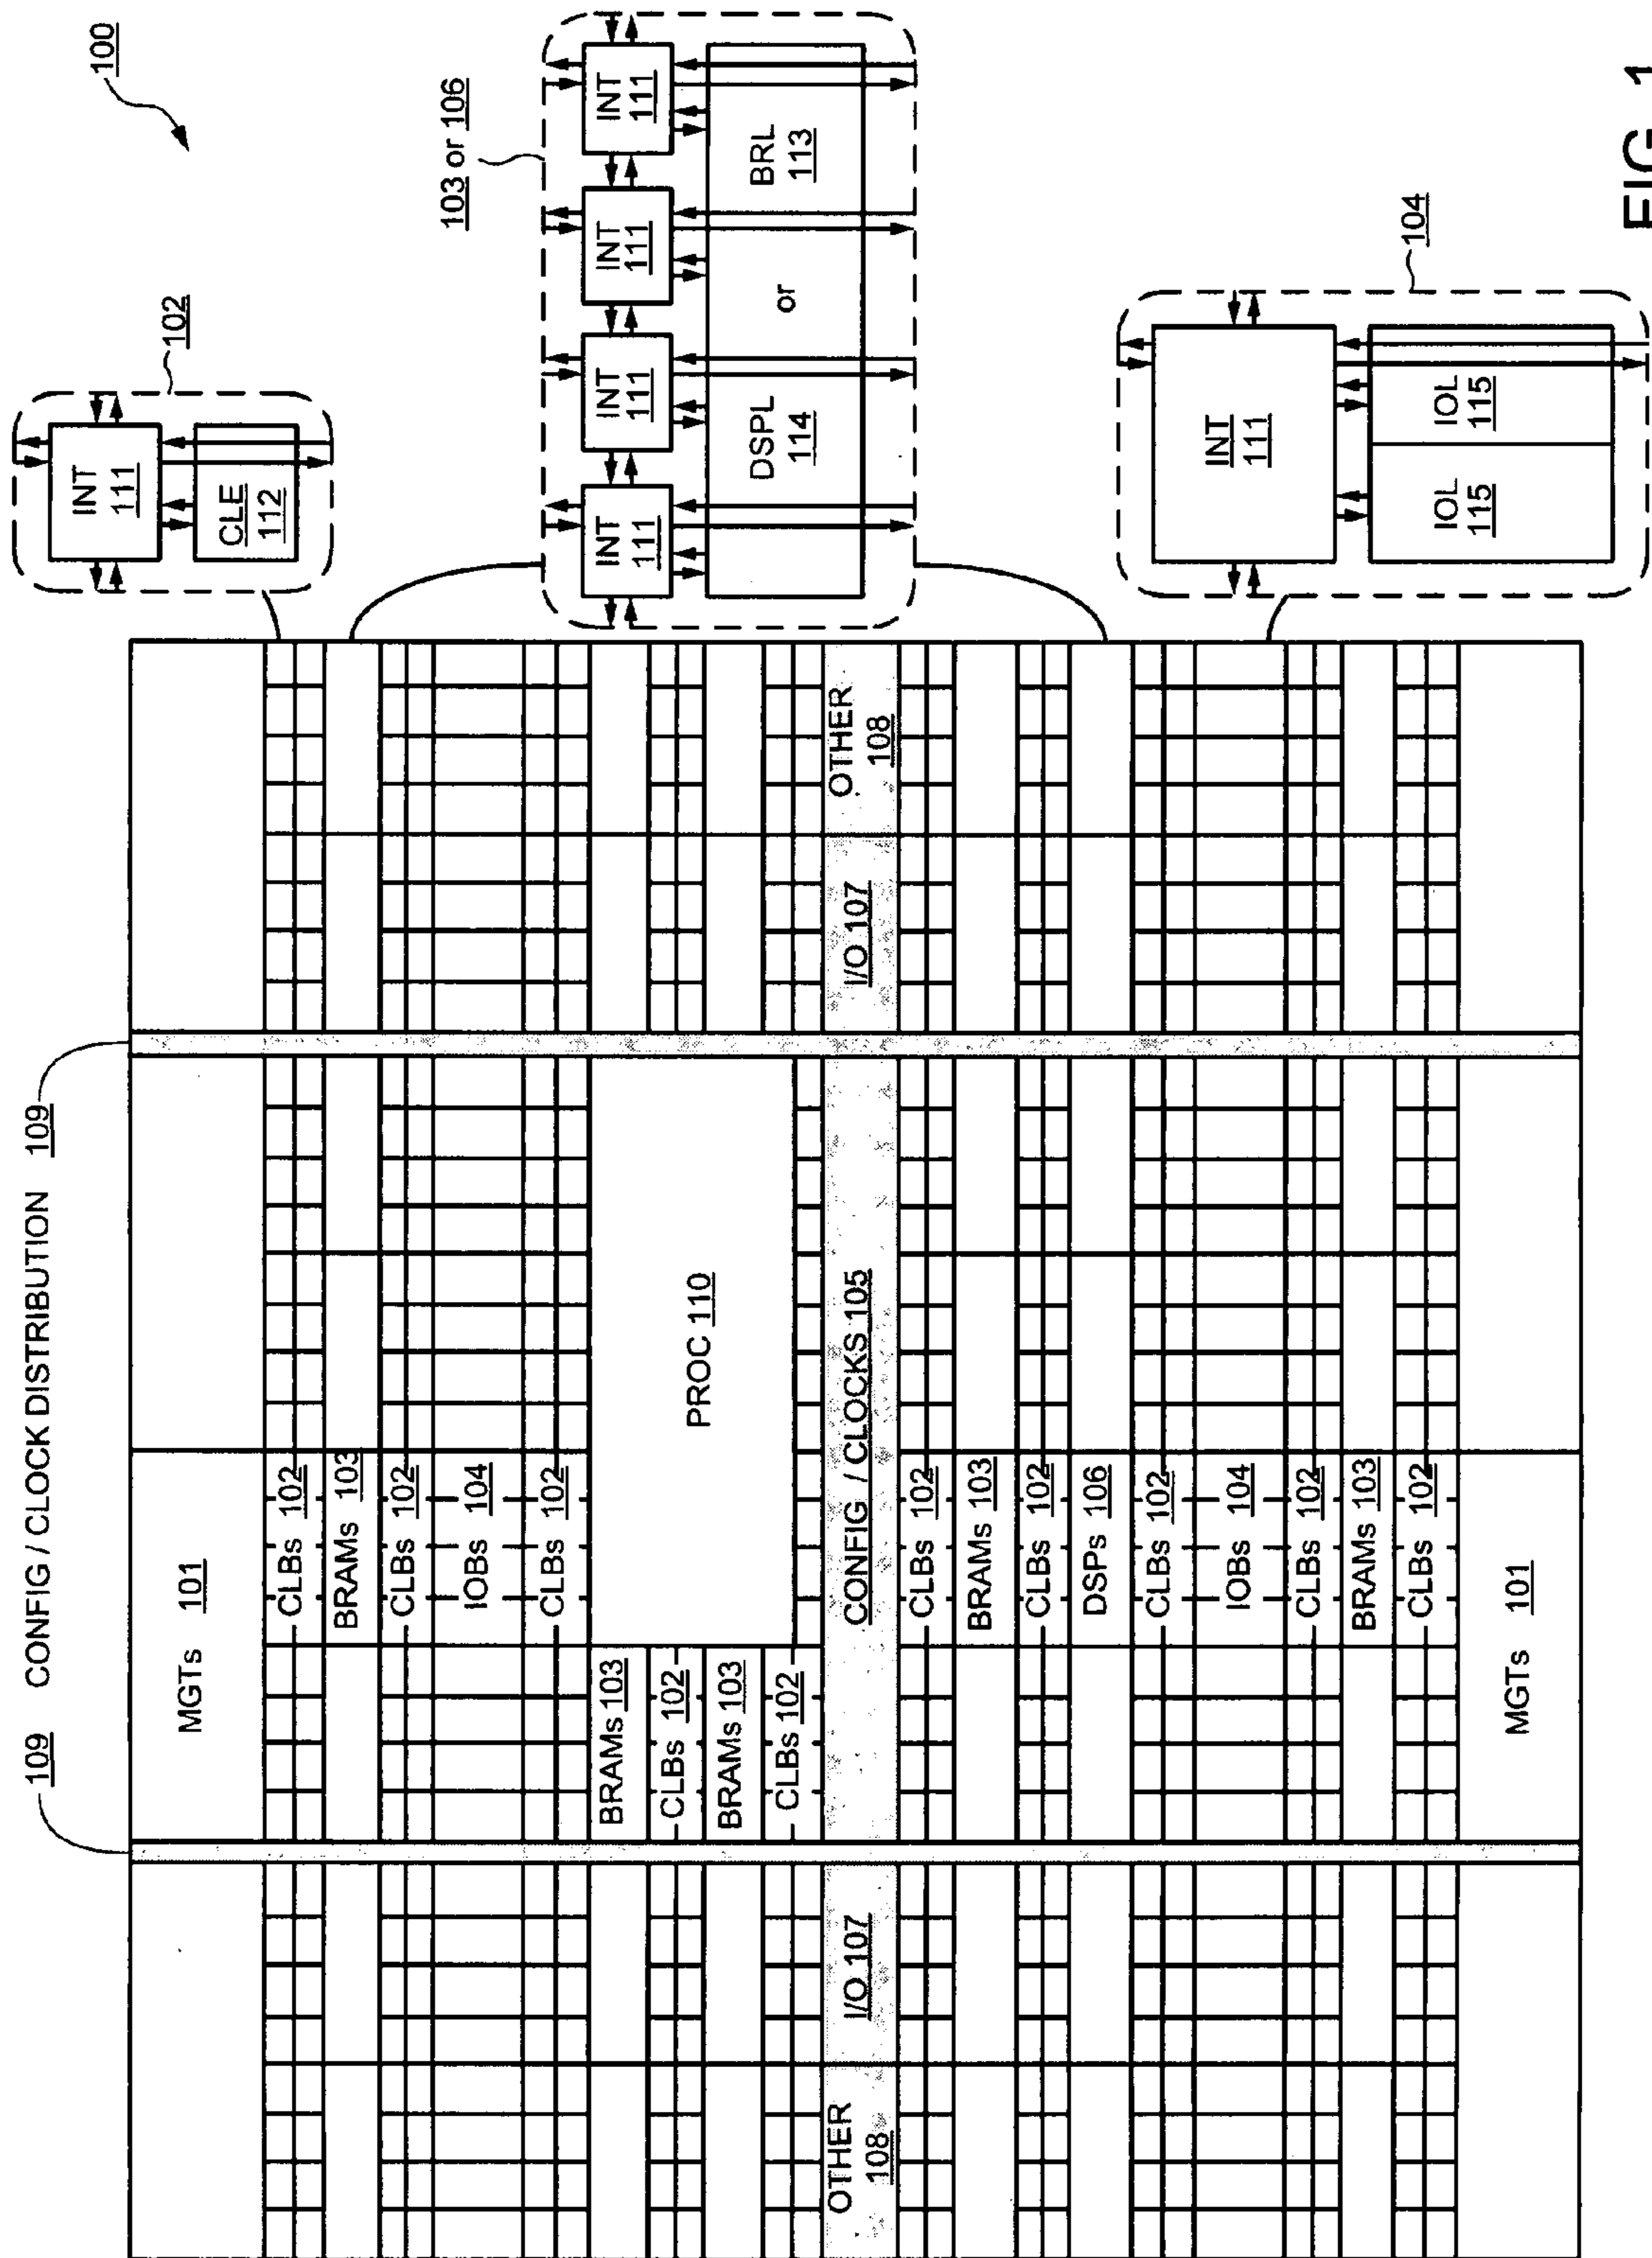 100
102
INT
111
CLE
112
103 or 106
INT
111
INT
111
INT
111
INT
111
DSPL
114
or
BRL
113
104
INT
111
IOL
115
IOL
115
109
CONFIG / CLOCK DISTRIBUTION 109
MGTs 101
CLBs 102
BRAMs 103
CLBs 102
IOBs 104
CLBs 102
BRAMs 103
CLBs 102
BRAMs 103
CLBs 102
PROC 110
OTHER
108
I/O 107
CONFIG / CLOCKS 105
I/O 107
OTHER
108
CLBs 102
BRAMs 103
CLBs 102
DSPs 106
CLBs 102
IOBs 104
CLBs 102
BRAMs 103
CLBs 102
MGTs 101
FIG. 1